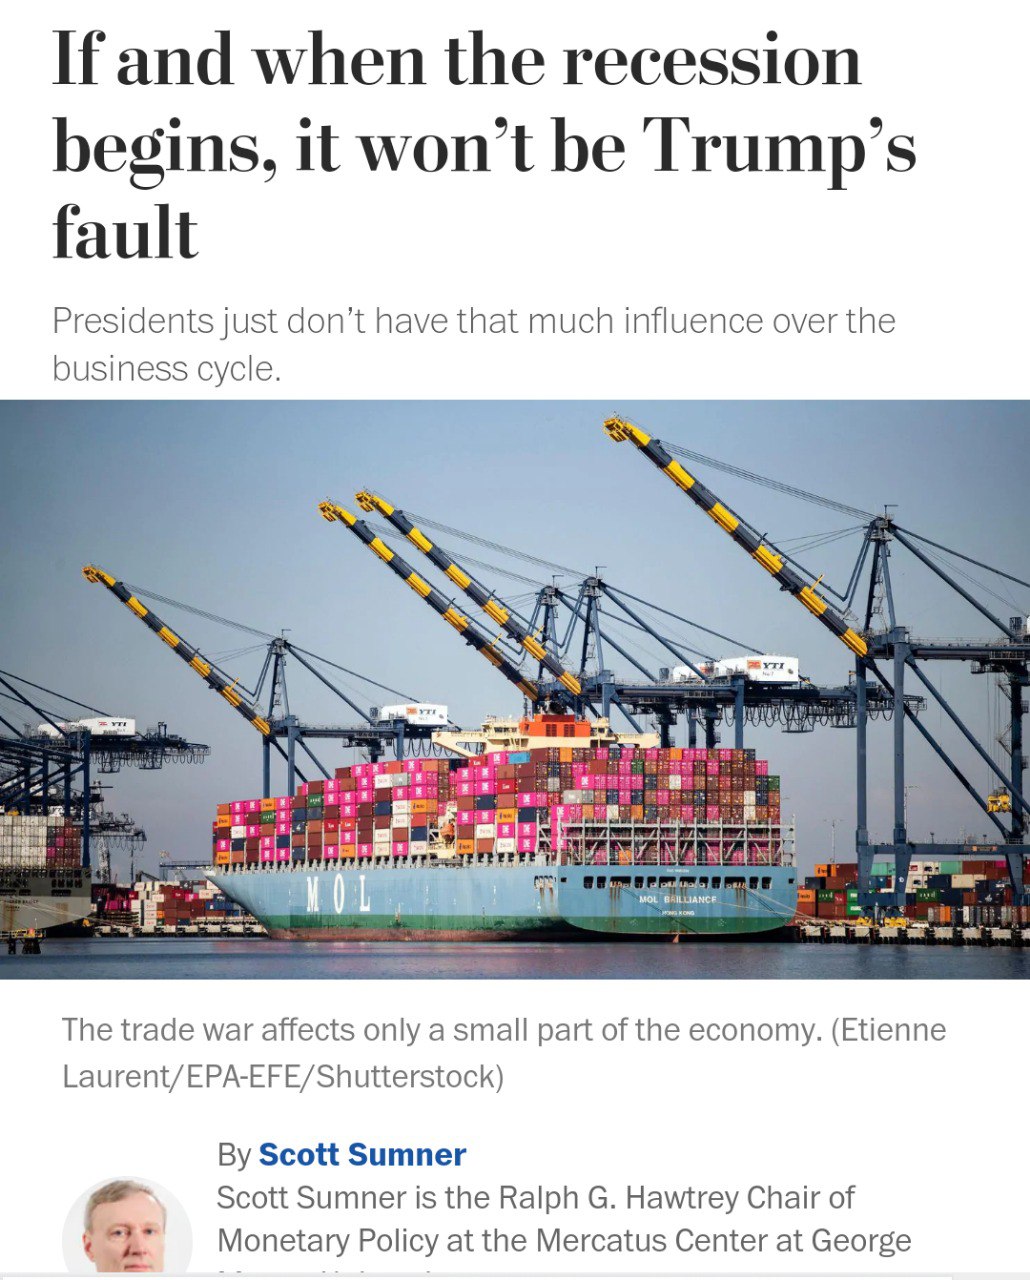 If and when the recession
begins, it won’t be Trump’s
fault
Presidents just don’t have that much influence over the
business cycle.
YTI
YTI
YTI
MOL
MOL BRILLIANCE
HONG KONG
The trade war affects only a small part of the economy. (Etienne
Laurent/EPA-EFE/Shutterstock)
By Scott Sumner
Scott Sumner is the Ralph G. Hawtrey Chair of
Monetary Policy at the Mercatus Center at George